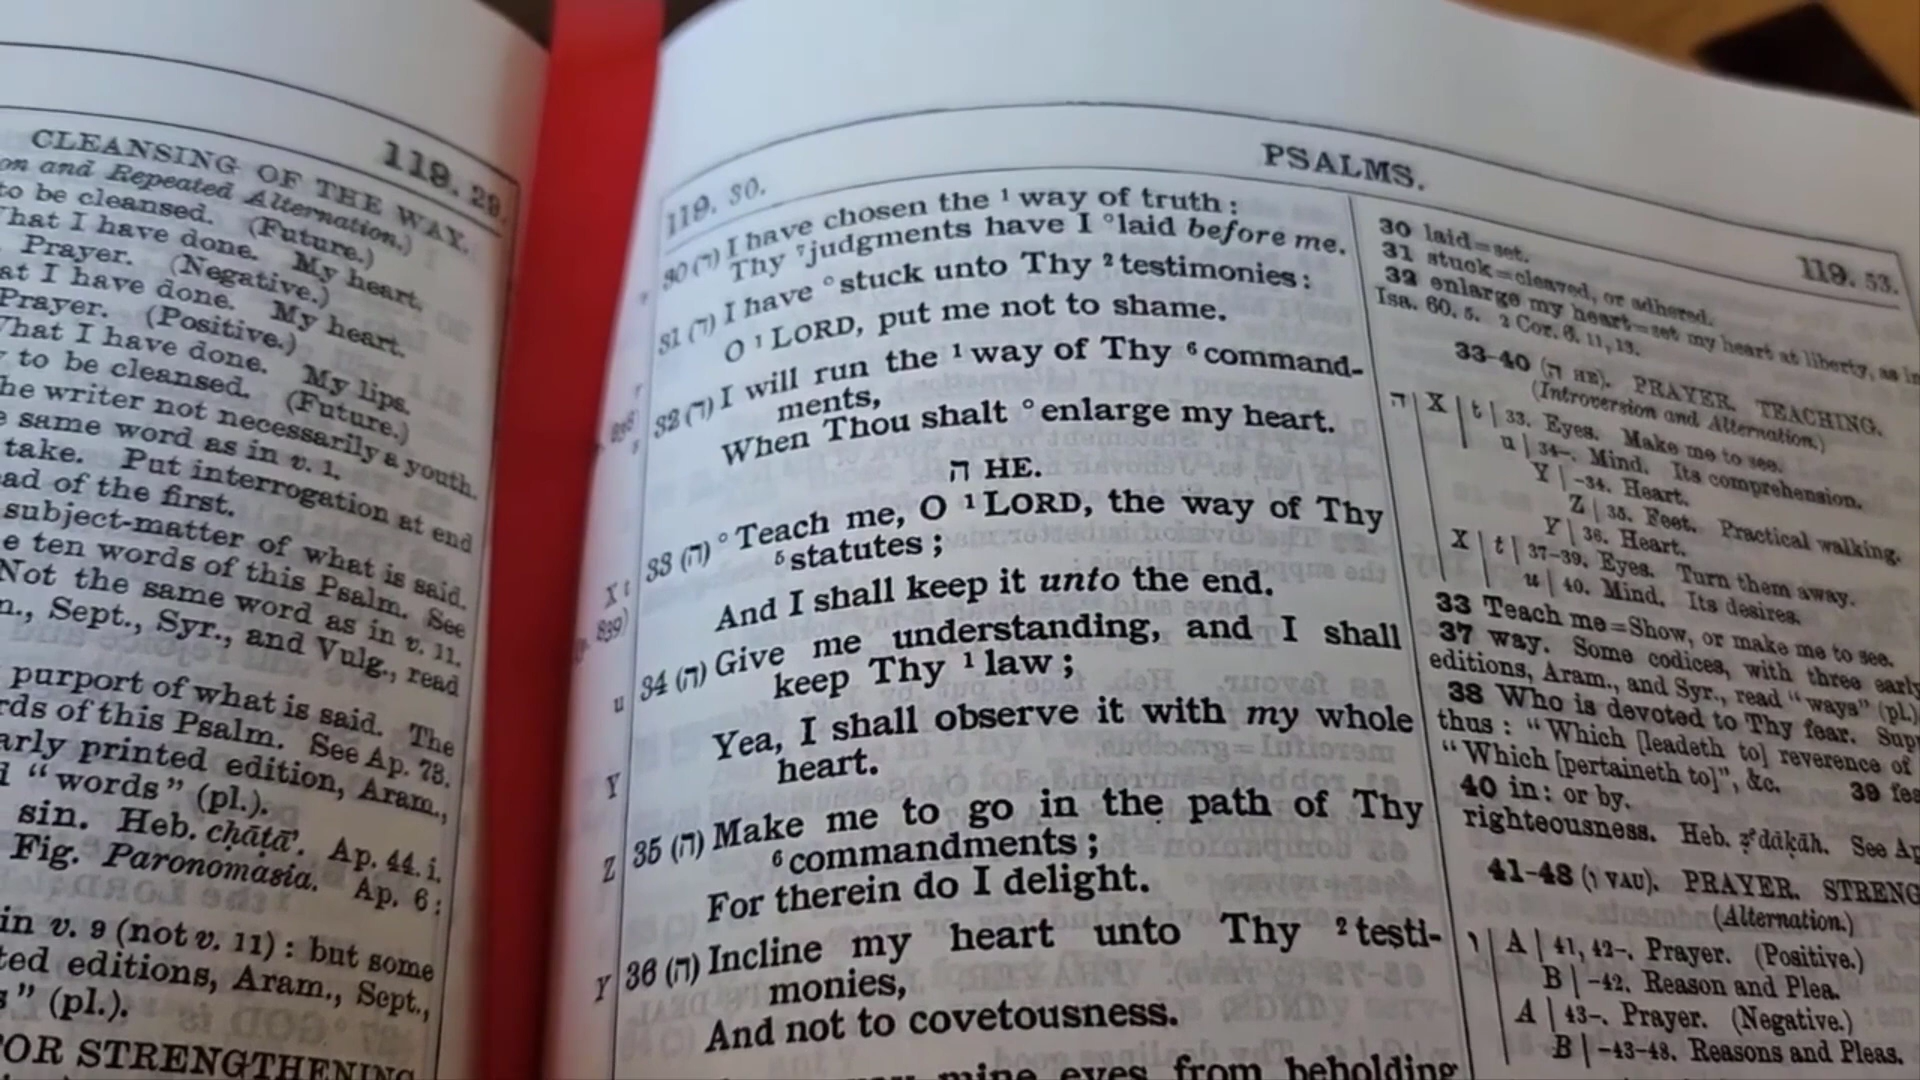 119. 29.
CLEANSING OF THE WAY.
on and Repeated Alternation.)
to be cleansed. (Future.)
What I have done. My heart.
Prayer. (Negative.)
at I have done. My heart.
Prayer. (Positive.)
What I have done. My lips.
to be cleansed. (Future.)
he writer not necessarily a youth.
same word as in v. 1.
take. Put interrogation at end
ad of the first.
subject-matter of what is said.
e ten words of this Psalm. See
Not the same word as in v. 11.
n., Sept., Syr., and Vulg., read
purport of what is said. The
rds of this Psalm. See Ap. 73.
arly printed edition, Aram.,
"words" (pl.).
sin. Heb. chāṭā'. Ap. 44. i.
Fig. Paronomasia. Ap. 6:
in v. 9 (not v. 11): but some
ted editions, Aram., Sept.,
s" (pl.).
OR STRENGTHENING
119. 30.
PSALMS.
119. 53.
30 (ד) I have chosen the 1 way of truth:
Thy 7 judgments have I °laid before me.
31 (ד) I have °stuck unto Thy 2 testimonies:
O 1 LORD, put me not to shame.
32 (ד) I will run the 1 way of Thy 6 command-
ments,
When Thou shalt °enlarge my heart.
ה HE.
X t 33 (ה) °Teach me, O 1 LORD, the way of Thy
5 statutes;
839)
And I shall keep it unto the end.
u 34 (ה) Give me understanding, and I shall
keep Thy 1 law;
Y Yea, I shall observe it with my whole
heart.
Z 35 (ה) Make me to go in the path of Thy
6 commandments;
For therein do I delight.
Y 36 (ה) Incline my heart unto Thy 2 testi-
monies,
And not to covetousness.
mine eyes from beholding
30 laid=set.
31 stuck=cleaved, or adhered.
32 enlarge my heart=set my heart at liberty, as in
Isa. 60. 5. 2 Cor. 6. 11, 13.
33-40 (ה HE). PRAYER. TEACHING.
(Introversion and Alternation.)
ה | X | t | 33. Eyes. Make me to see.
u | 34-. Mind. Its comprehension.
Y | -34. Heart.
Z | 35. Feet. Practical walking.
Y | 36. Heart.
X | t | 37-39. Eyes. Turn them away.
u | 40. Mind. Its desires.
33 Teach me=Show, or make me to see.
37 way. Some codices, with three early
editions, Aram., and Syr., read "ways" (pl.)
38 Who is devoted to Thy fear. Supp
thus: "Which [leadeth to] reverence of
"Which [pertaineth to]", &c. 39 fea
40 in: or by.
righteousness. Heb. ẓ'dāḳāh. See Ap
41-48 (ו VAU). PRAYER. STRENG
(Alternation.)
ו | A | 41, 42-. Prayer. (Positive.)
B | -42. Reason and Plea.
A | 43-. Prayer. (Negative.)
B | -43-48. Reasons and Pleas.